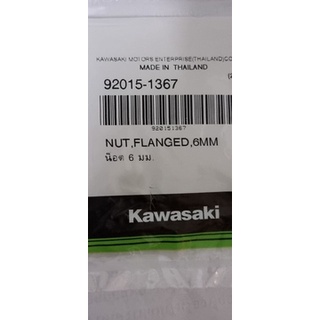 KAWASAKI MOTORS ENTERPRISE(THAILAND)CO
MADE IN THAILAND
92015-1367
920151367
NUT,FLANGED,6MM
น๊อต 6 มม.
Kawasaki